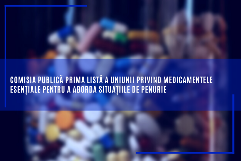 COMISIA PUBLICĂ PRIMA LISTĂ A UNIUNII PRIVIND MEDICAMENTELE
ESENȚIALE PENTRU A ABORDA SITUAȚIILE DE PENURIE